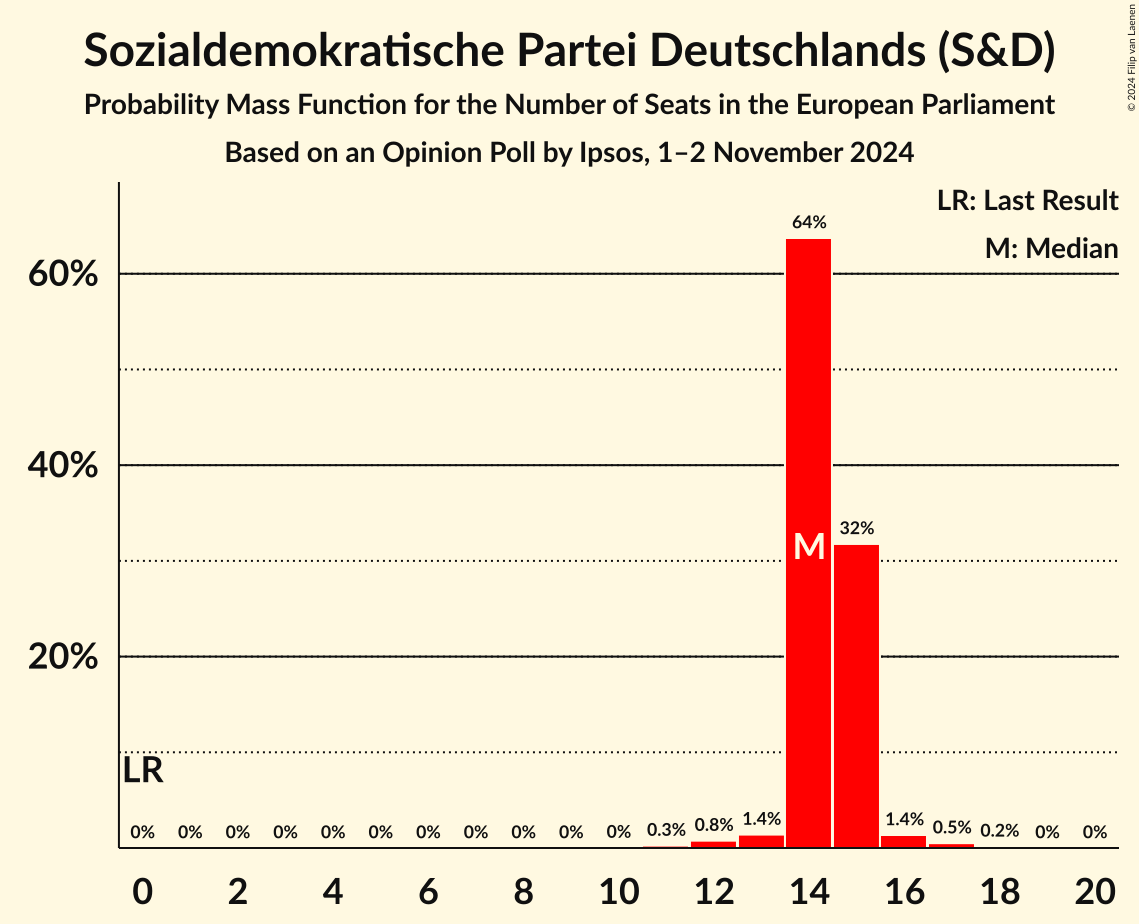 Sozialdemokratische Partei Deutschlands (S&D)
Probability Mass Function for the Number of Seats in the European Parliament
Based on an Opinion Poll by Ipsos, 1–2 November 2024
© 2024 Filip van Laenen
LR: Last Result
M: Median
60%
40%
20%
64%
32%
M
LR
0% 0% 0% 0% 0% 0% 0% 0% 0% 0% 0% 0.3% 0.8% 1.4% 1.4% 0.5% 0.2% 0% 0%
0 2 4 6 8 10 12 14 16 18 20